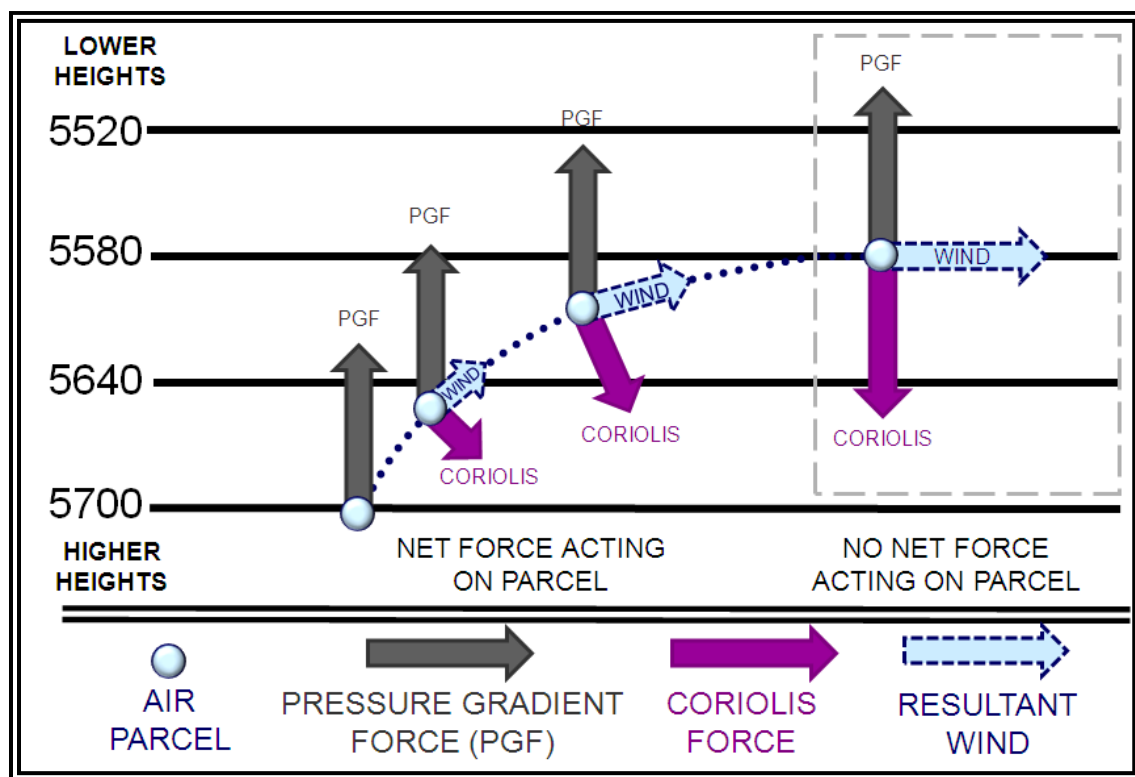 LOWER
HEIGHTS
PGF
5520
PGF
PGF
5580
WIND
WIND
PGF
5640
WIND
CORIOLIS
CORIOLIS
CORIOLIS
5700
HIGHER
HEIGHTS
NET FORCE ACTING
ON PARCEL
NO NET FORCE
ACTING ON PARCEL
AIR
PARCEL
PRESSURE GRADIENT
FORCE (PGF)
CORIOLIS
FORCE
RESULTANT
WIND